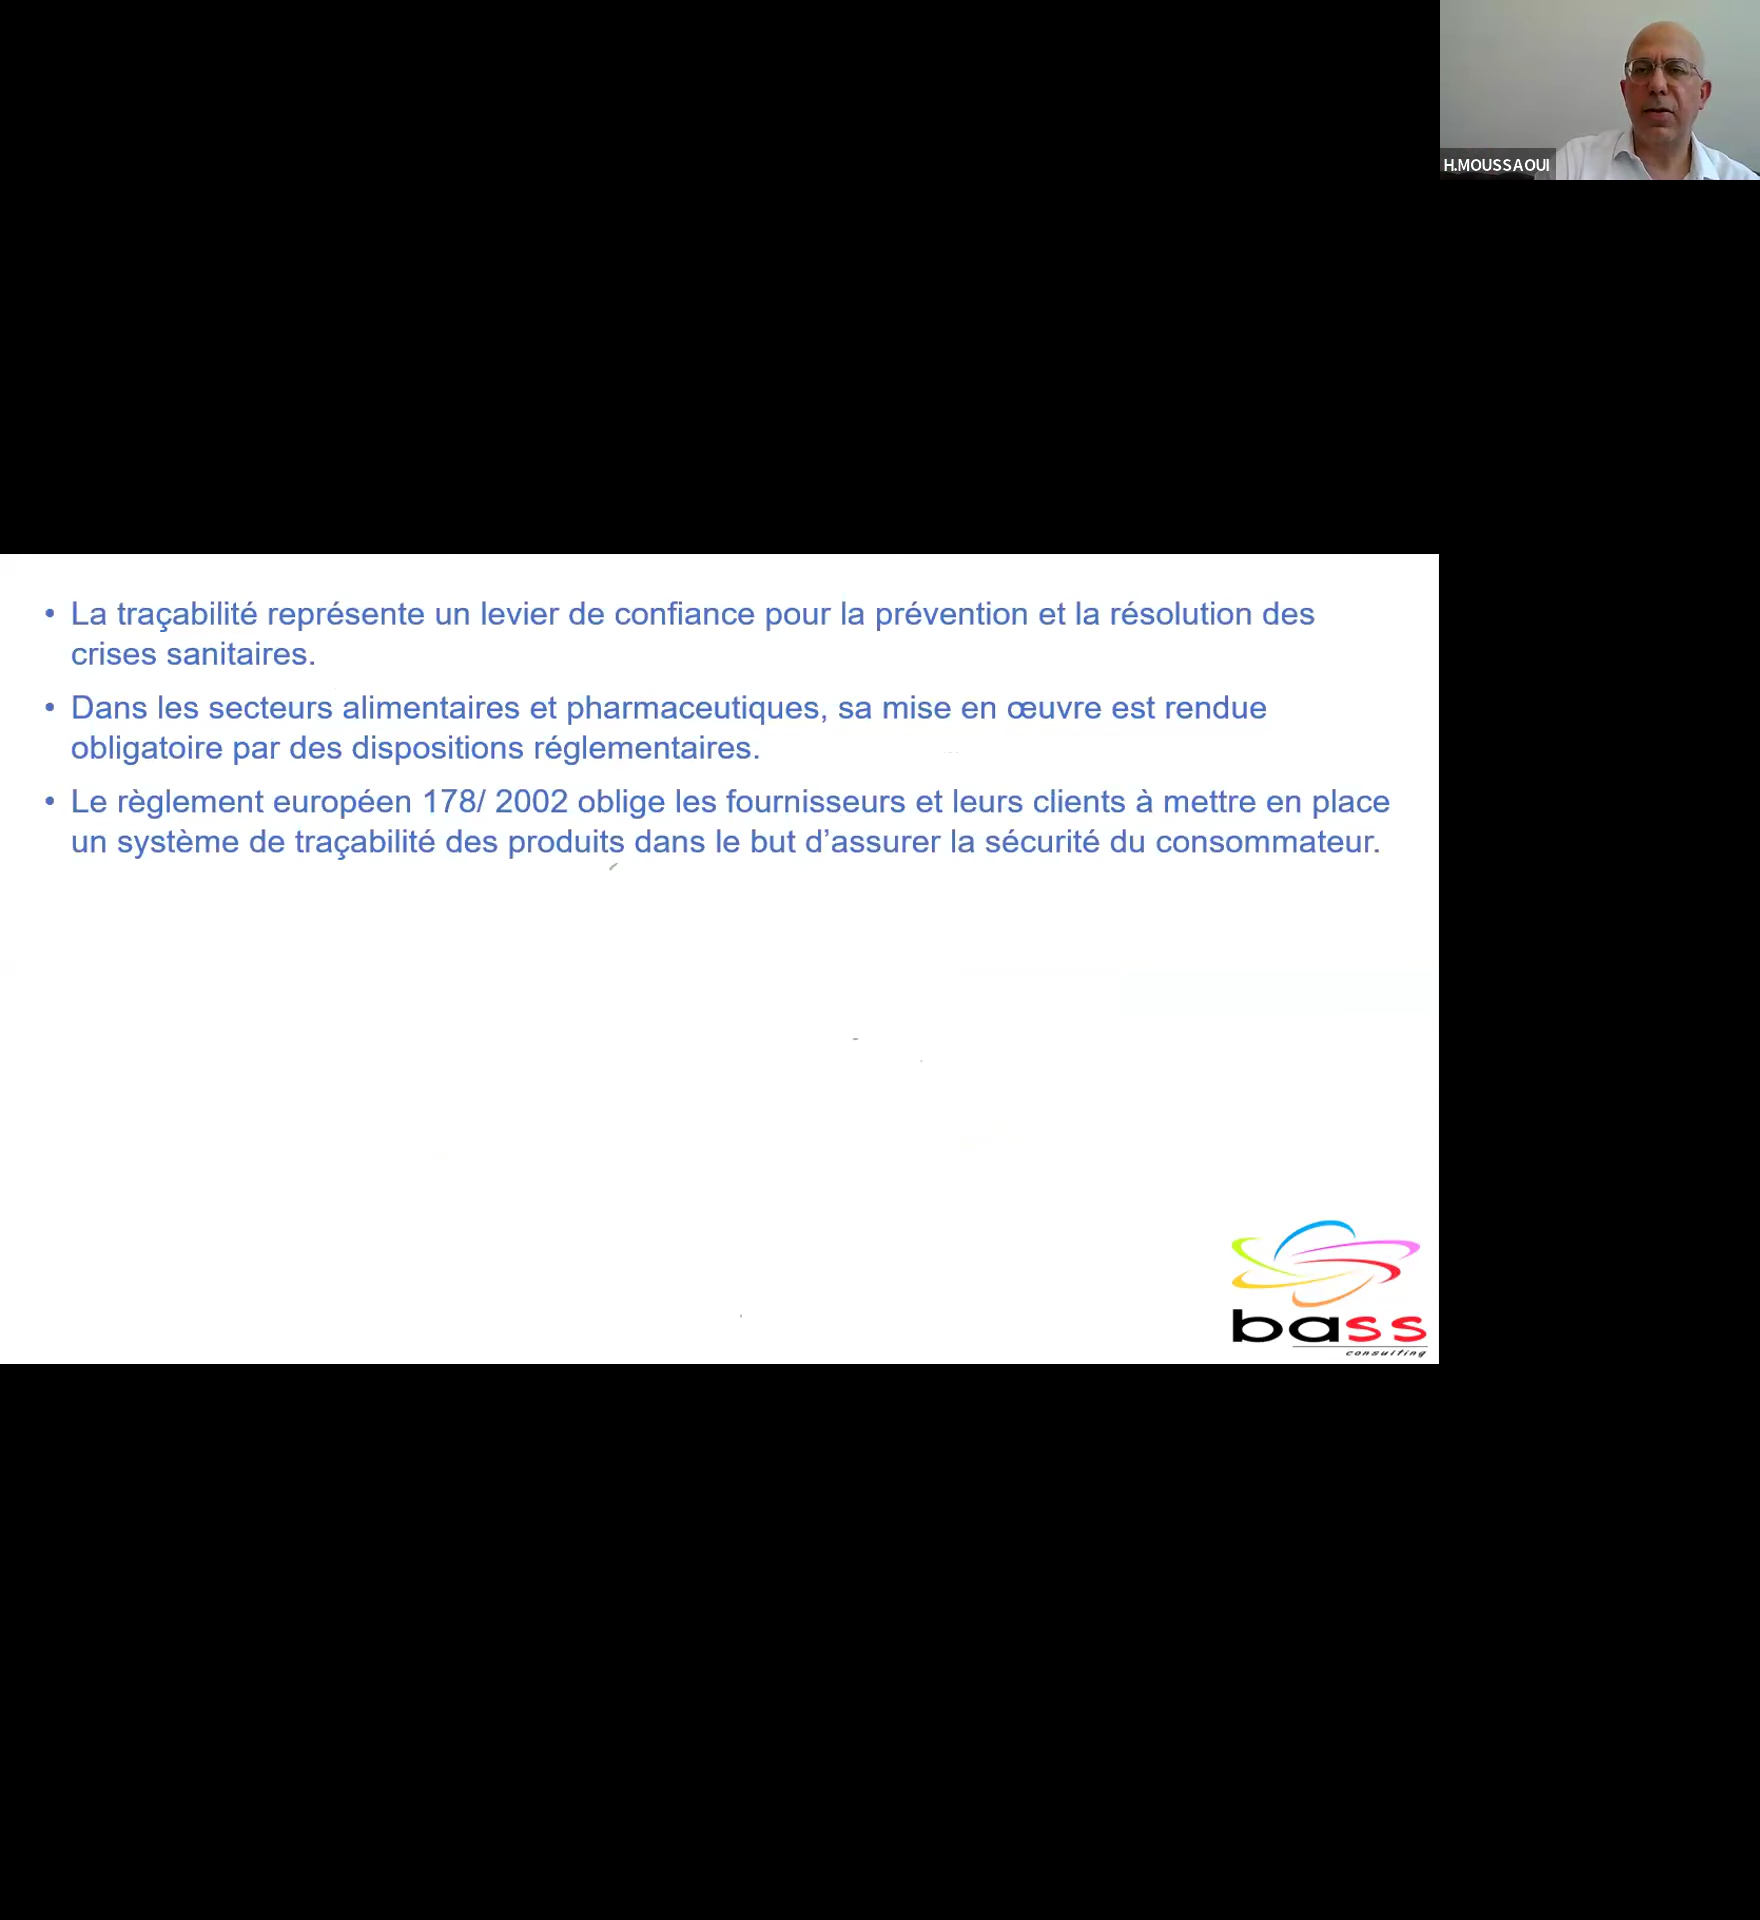 H.MOUSSAOUI
• La traçabilité représente un levier de confiance pour la prévention et la résolution des
crises sanitaires.
• Dans les secteurs alimentaires et pharmaceutiques, sa mise en œuvre est rendue
obligatoire par des dispositions réglementaires.
• Le règlement européen 178/ 2002 oblige les fournisseurs et leurs clients à mettre en place
un système de traçabilité des produits dans le but d’assurer la sécurité du consommateur.
bass
consulting